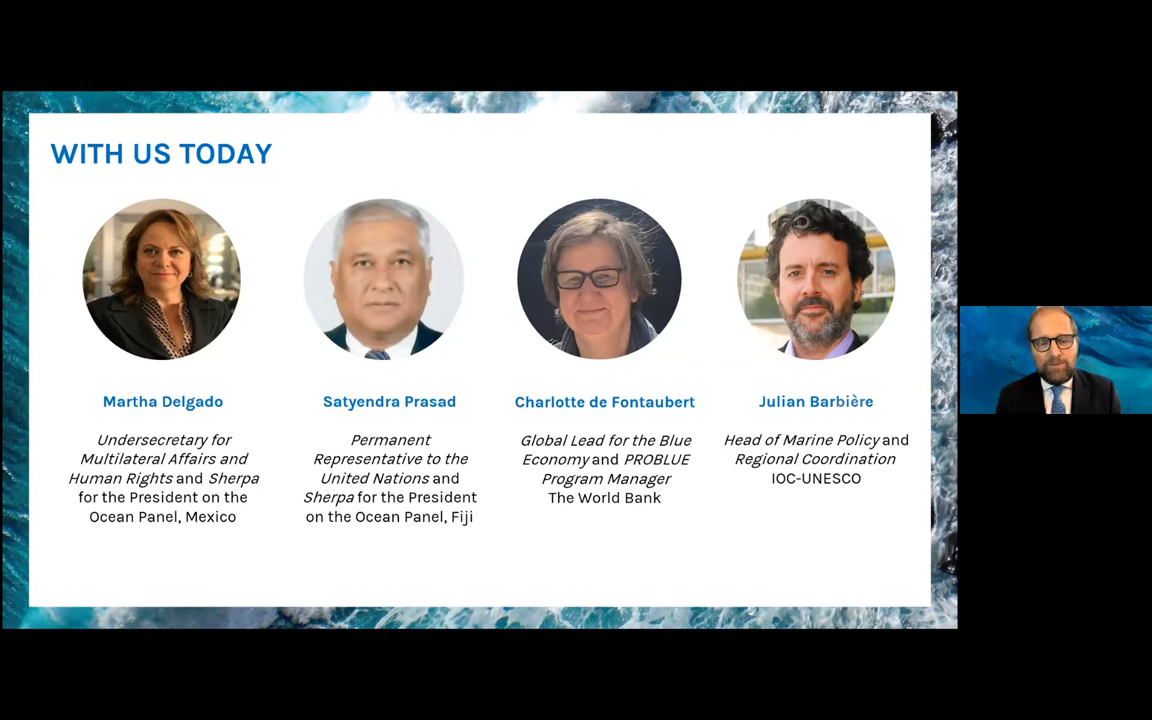 WITH US TODAY
Martha Delgado
Undersecretary for
Multilateral Affairs and
Human Rights and Sherpa
for the President on the
Ocean Panel, Mexico
Satyendra Prasad
Permanent
Representative to the
United Nations and
Sherpa for the President
on the Ocean Panel, Fiji
Charlotte de Fontaubert
Global Lead for the Blue
Economy and PROBLUE
Program Manager
The World Bank
Julian Barbière
Head of Marine Policy and
Regional Coordination
IOC-UNESCO